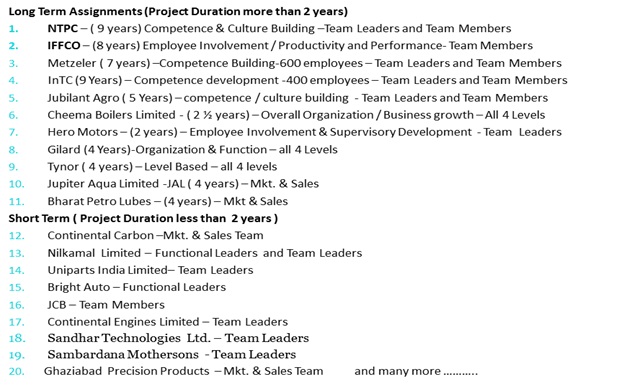 Long Term Assignments (Project Duration more than 2 years)
1. NTPC – ( 9 years) Competence & Culture Building –Team Leaders and Team Members
2. IFFCO – (8 years) Employee Involvement / Productivity and Performance- Team Members
3. Metzeler ( 7 years) –Competence Building-600 employees – Team Leaders and Team Members
4. InTC (9 Years) – Competence development -400 employees – Team Leaders and Team Members
5. Jubilant Agro ( 5 Years) – competence / culture building - Team Leaders and Team Members
6. Cheema Boilers Limited - ( 2 ½ years) – Overall Organization / Business growth – All 4 Levels
7. Hero Motors – (2 years) – Employee Involvement & Supervisory Development - Team Leaders
8. Gilard (4 Years)-Organization & Function – all 4 Levels
9. Tynor ( 4 years) – Level Based – all 4 levels
10. Jupiter Aqua Limited -JAL ( 4 years) – Mkt. & Sales
11. Bharat Petro Lubes – (4 years) – Mkt & Sales
Short Term ( Project Duration less than 2 years )
12. Continental Carbon –Mkt. & Sales Team
13. Nilkamal Limited – Functional Leaders and Team Leaders
14. Uniparts India Limited– Team Leaders
15. Bright Auto – Functional Leaders
16. JCB – Team Members
17. Continental Engines Limited – Team Leaders
18. Sandhar Technologies Ltd. – Team Leaders
19. Sambardana Mothersons - Team Leaders
20. Ghaziabad Precision Products – Mkt. & Sales Team and many more ………..